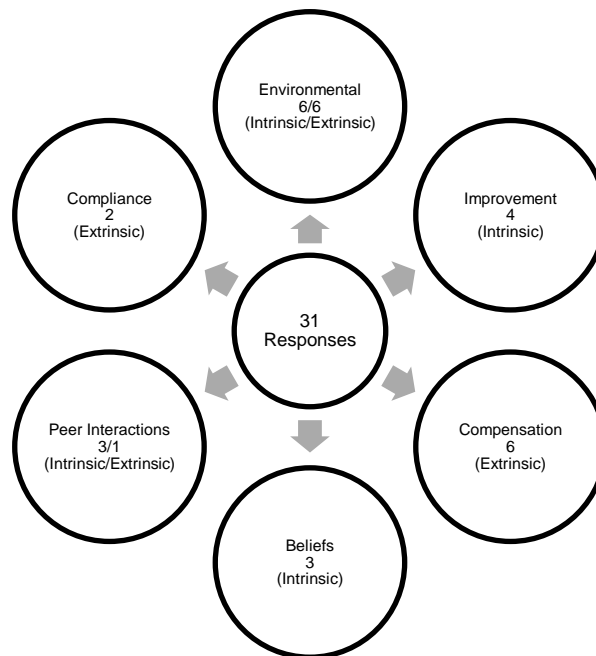 Environmental
6/6
(Intrinsic/Extrinsic)
Compliance
2
(Extrinsic)
Improvement
4
(Intrinsic)
31
Responses
Peer Interactions
3/1
(Intrinsic/Extrinsic)
Compensation
6
(Extrinsic)
Beliefs
3
(Intrinsic)